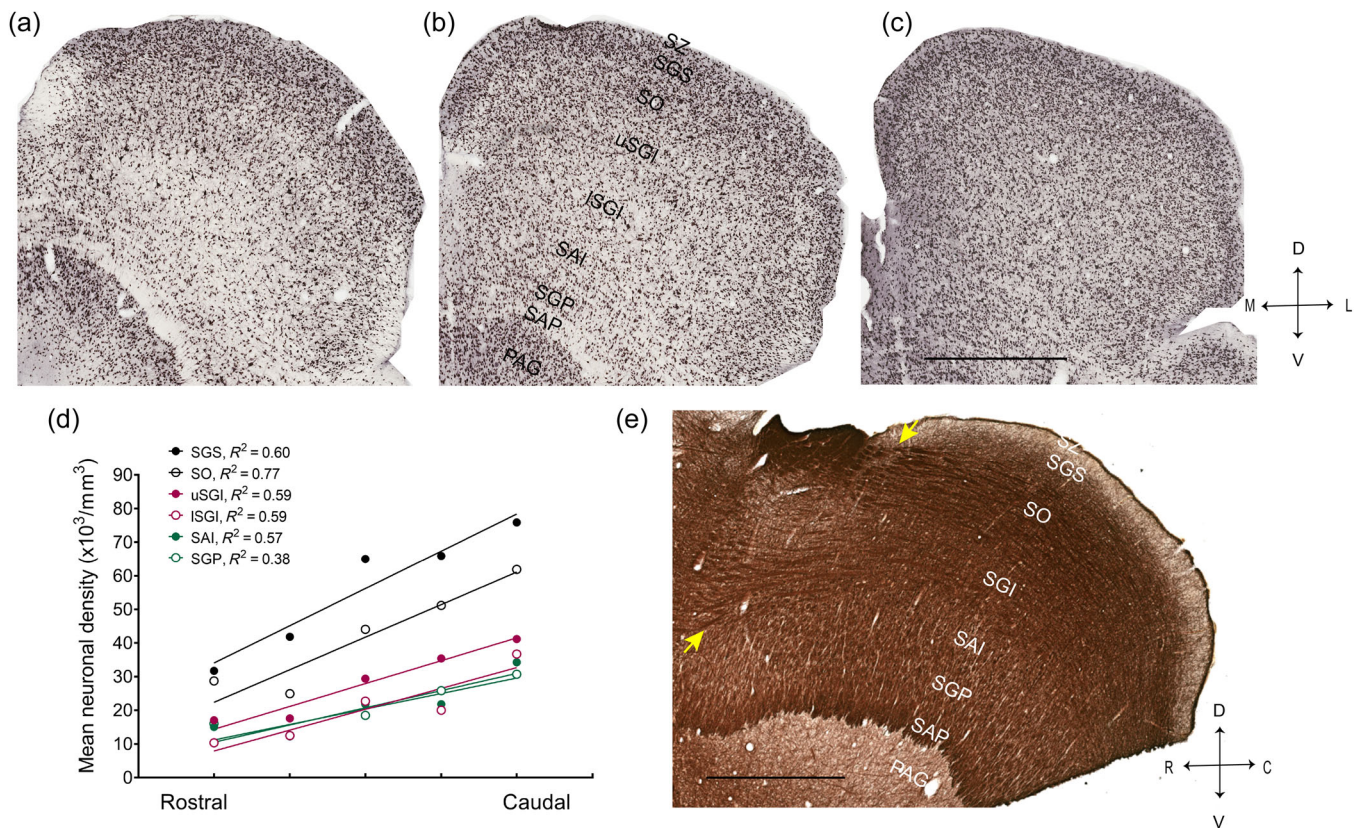 (a)
(b)
(c)
SZ
SGS
SO
uSGI
lSGI
SAI
SGP
SAP
PAG
D
M L
V
(d)
SGS, R² = 0.60
SO, R² = 0.77
uSGI, R² = 0.59
lSGI, R² = 0.59
SAI, R² = 0.57
SGP, R² = 0.38
Mean neuronal density (x10³/mm³)
90
80
70
60
50
40
30
20
10
0
Rostral Caudal
(e)
SZ
SGS
SO
SGI
SAI
SGP
SAP
PAG
D
R C
V